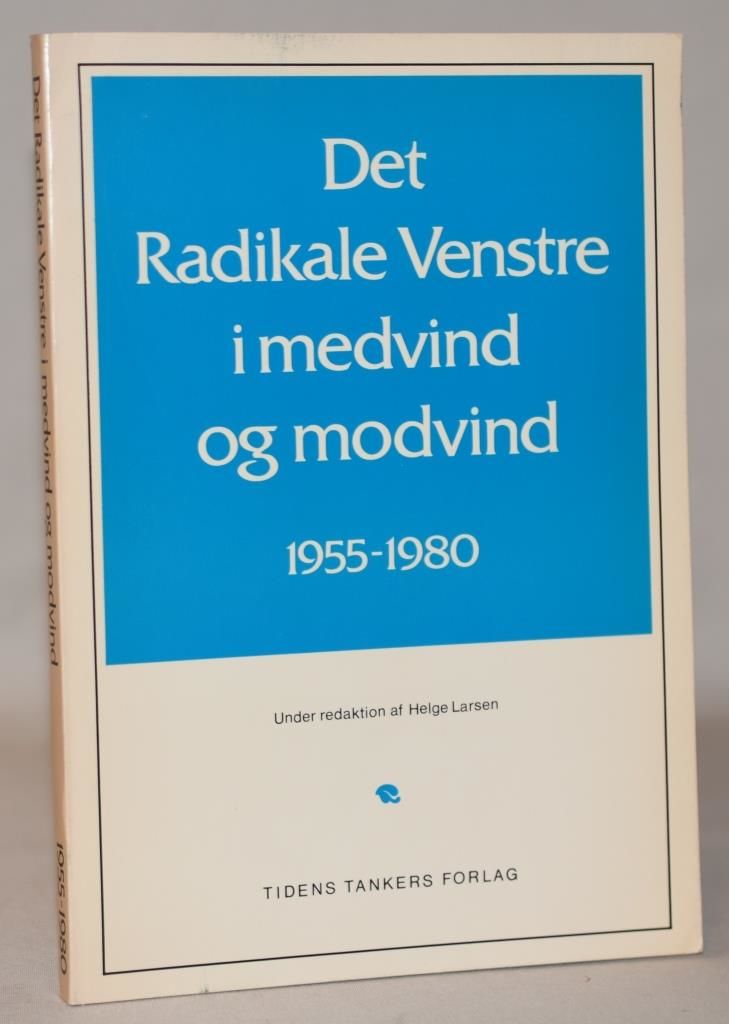 Det
Radikale Venstre
i medvind
og modvind
1955-1980
Under redaktion af Helge Larsen
TIDENS TANKERS FORLAG
Det Radikale Venstre i medvind og modvind
1955-1980